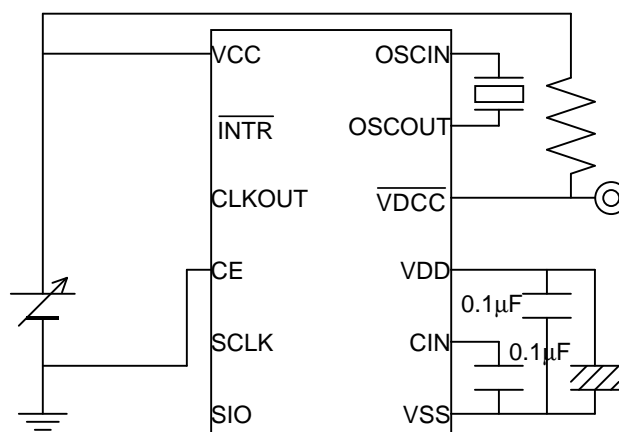 VCC OSCIN
INTR OSCOUT
CLKOUT VDCC
CE VDD
0.1μF
SCLK CIN
0.1μF
SIO VSS